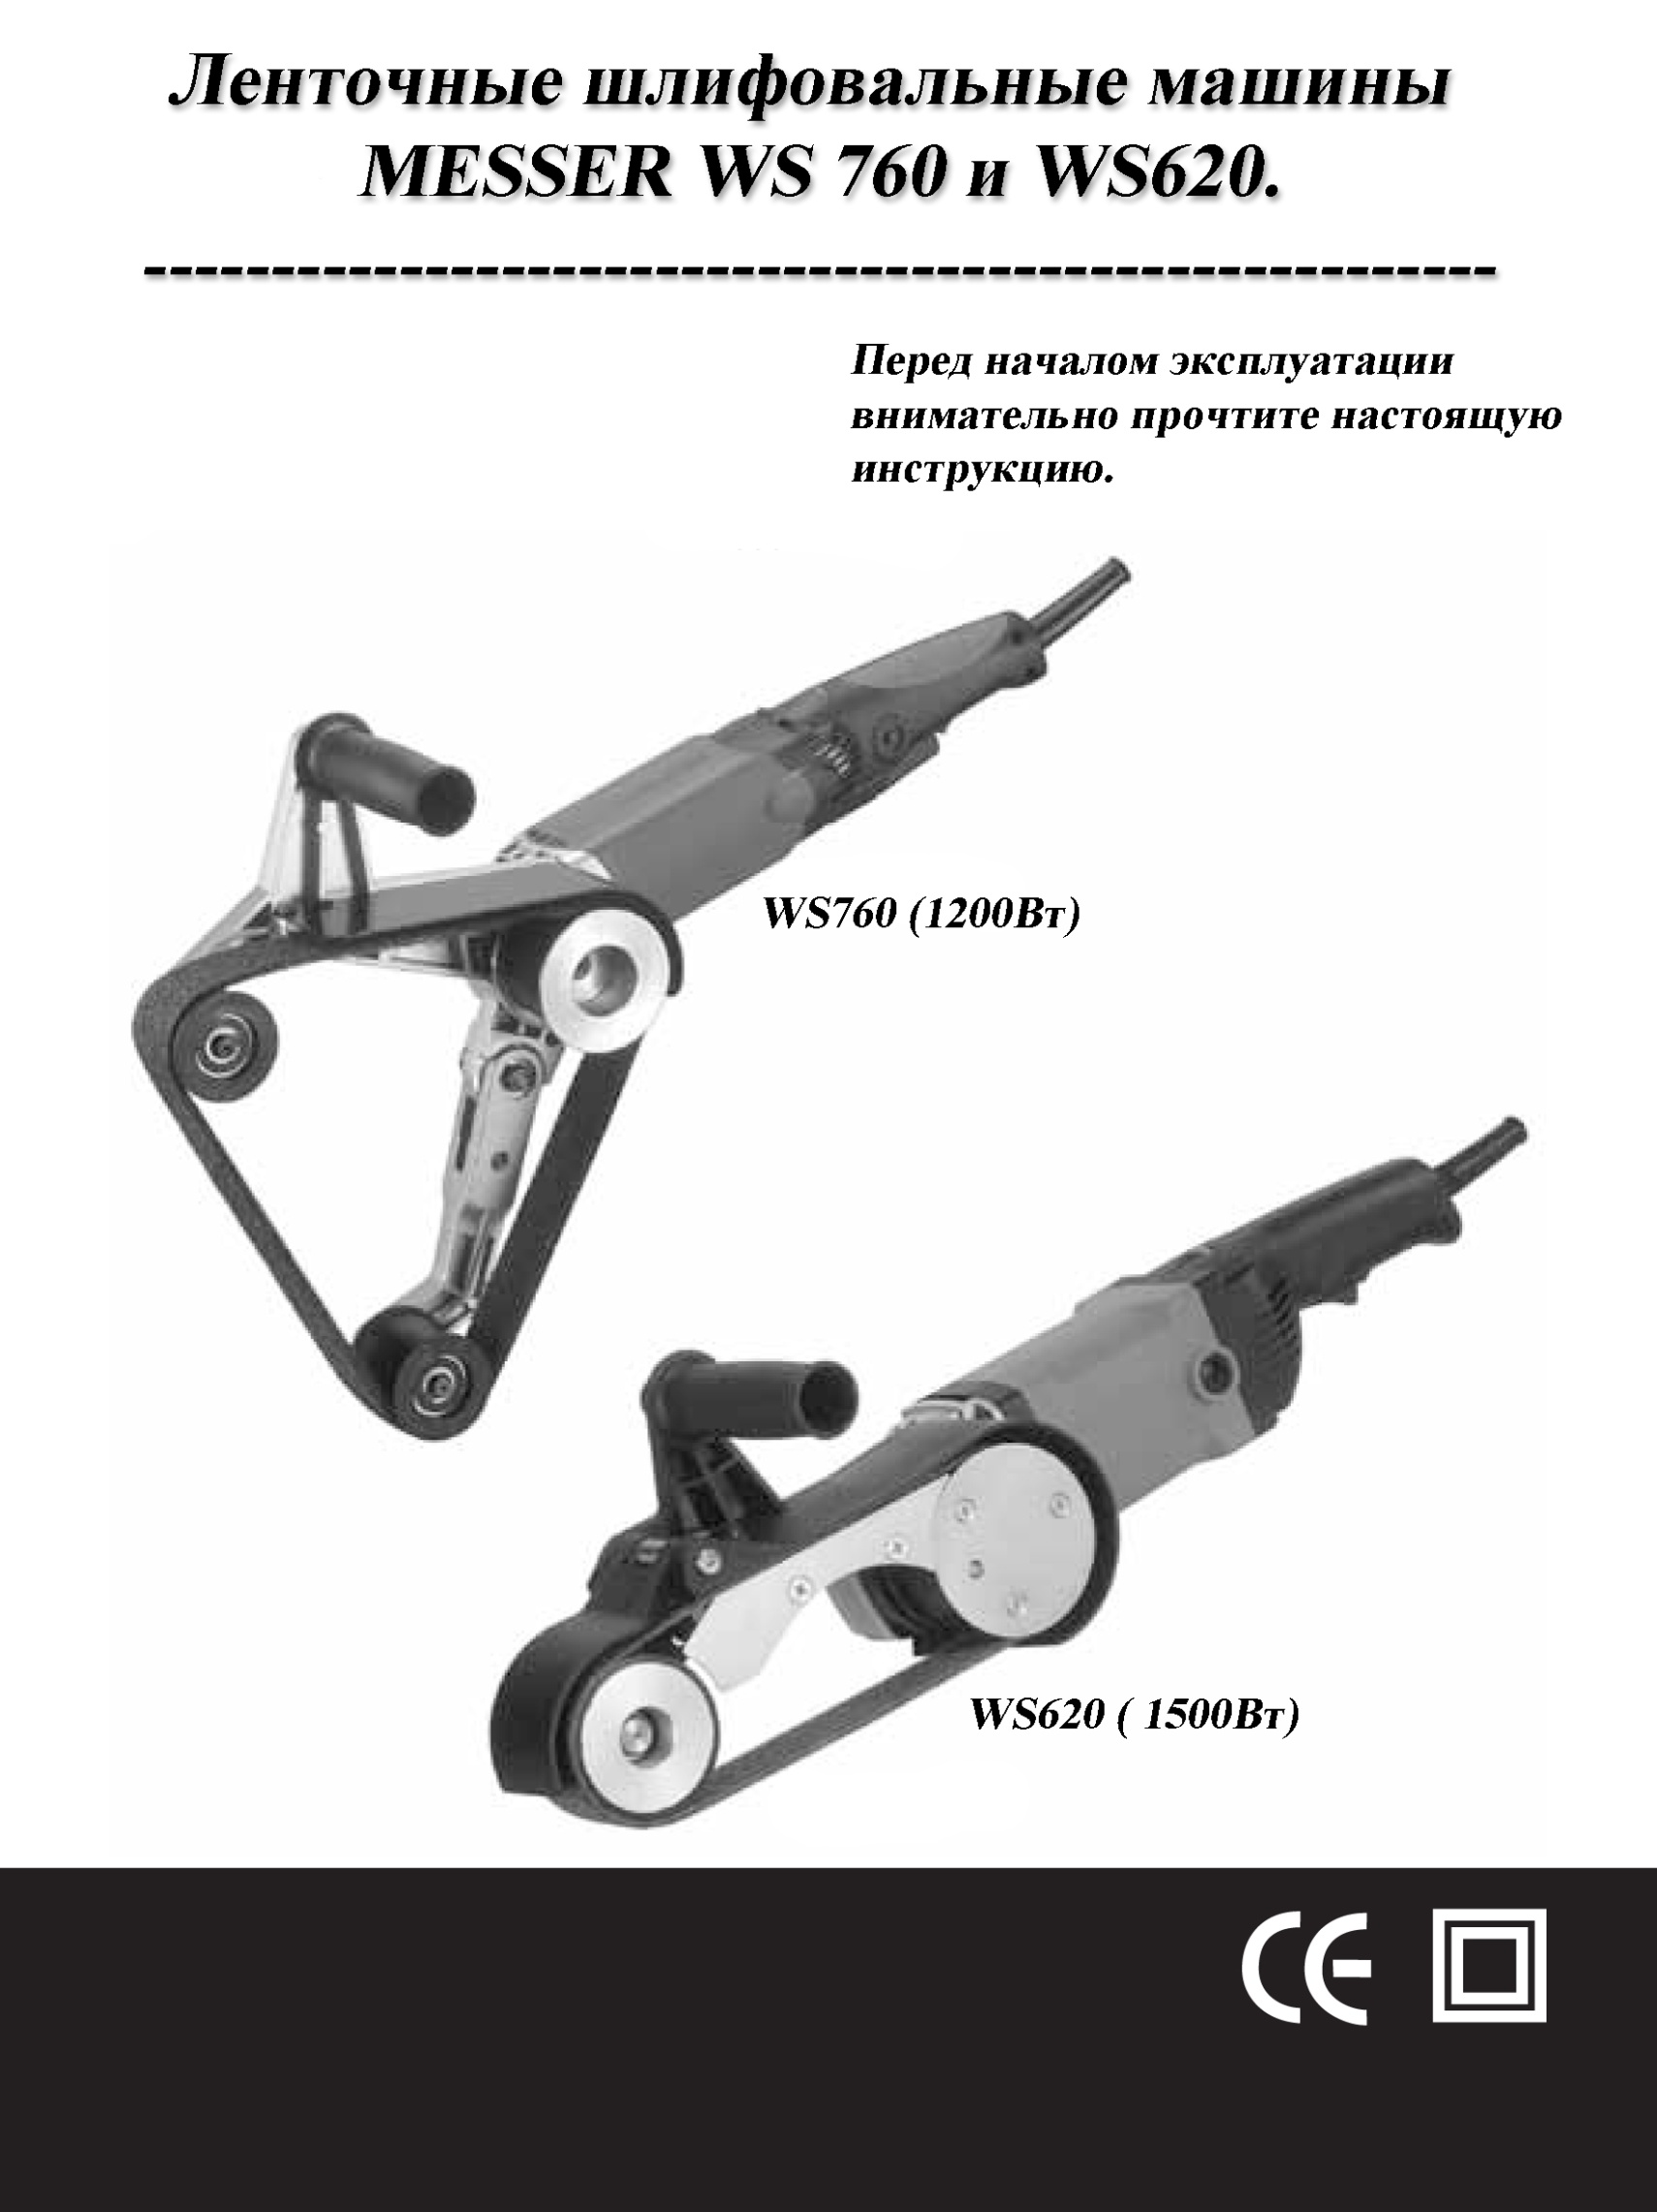 Ленточные шлифовальные машины
MESSER WS 760 и WS620.
Перед началом эксплуатации
внимательно прочтите настоящую
инструкцию.
WS760 (1200Вт)
WS620 ( 1500Вт)
CE